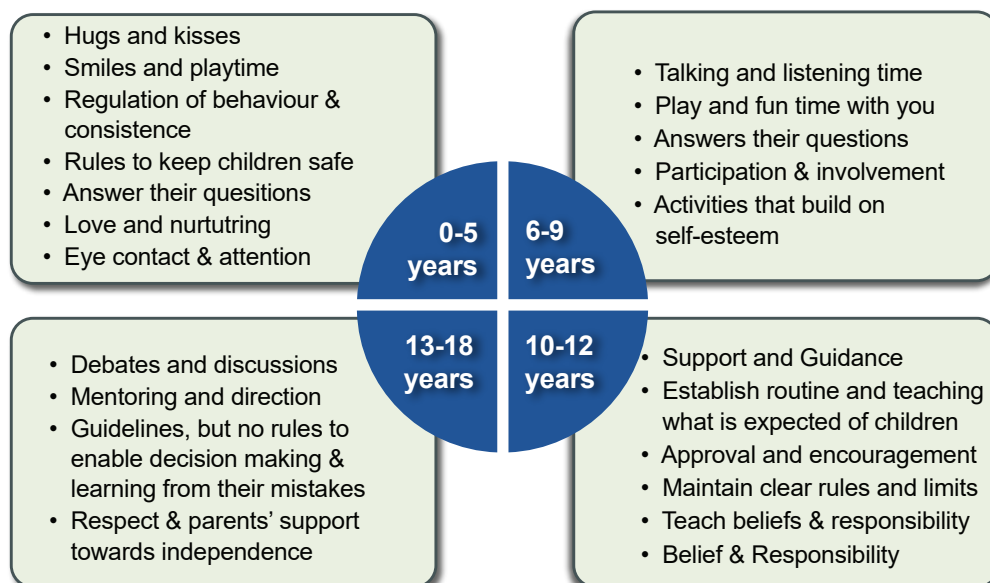 • Hugs and kisses
• Smiles and playtime
• Regulation of behaviour &
consistence
• Rules to keep children safe
• Answer their quesitions
• Love and nurtutring
• Eye contact & attention
0-5
years
• Talking and listening time
• Play and fun time with you
• Answers their questions
• Participation & involvement
• Activities that build on
self-esteem
6-9
years
• Debates and discussions
• Mentoring and direction
• Guidelines, but no rules to
enable decision making &
learning from their mistakes
• Respect & parents’ support
towards independence
13-18
years
• Support and Guidance
• Establish routine and teaching
what is expected of children
• Approval and encouragement
• Maintain clear rules and limits
• Teach beliefs & responsibility
• Belief & Responsibility
10-12
years